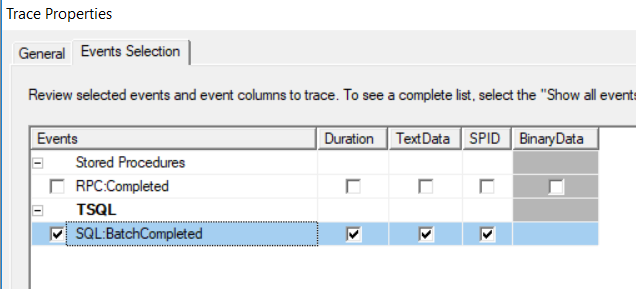 Trace Properties
General Events Selection
Review selected events and event columns to trace. To see a complete list, select the "Show all events
Events Duration TextData SPID BinaryData
Stored Procedures
RPC:Completed
TSQL
SQL:BatchCompleted